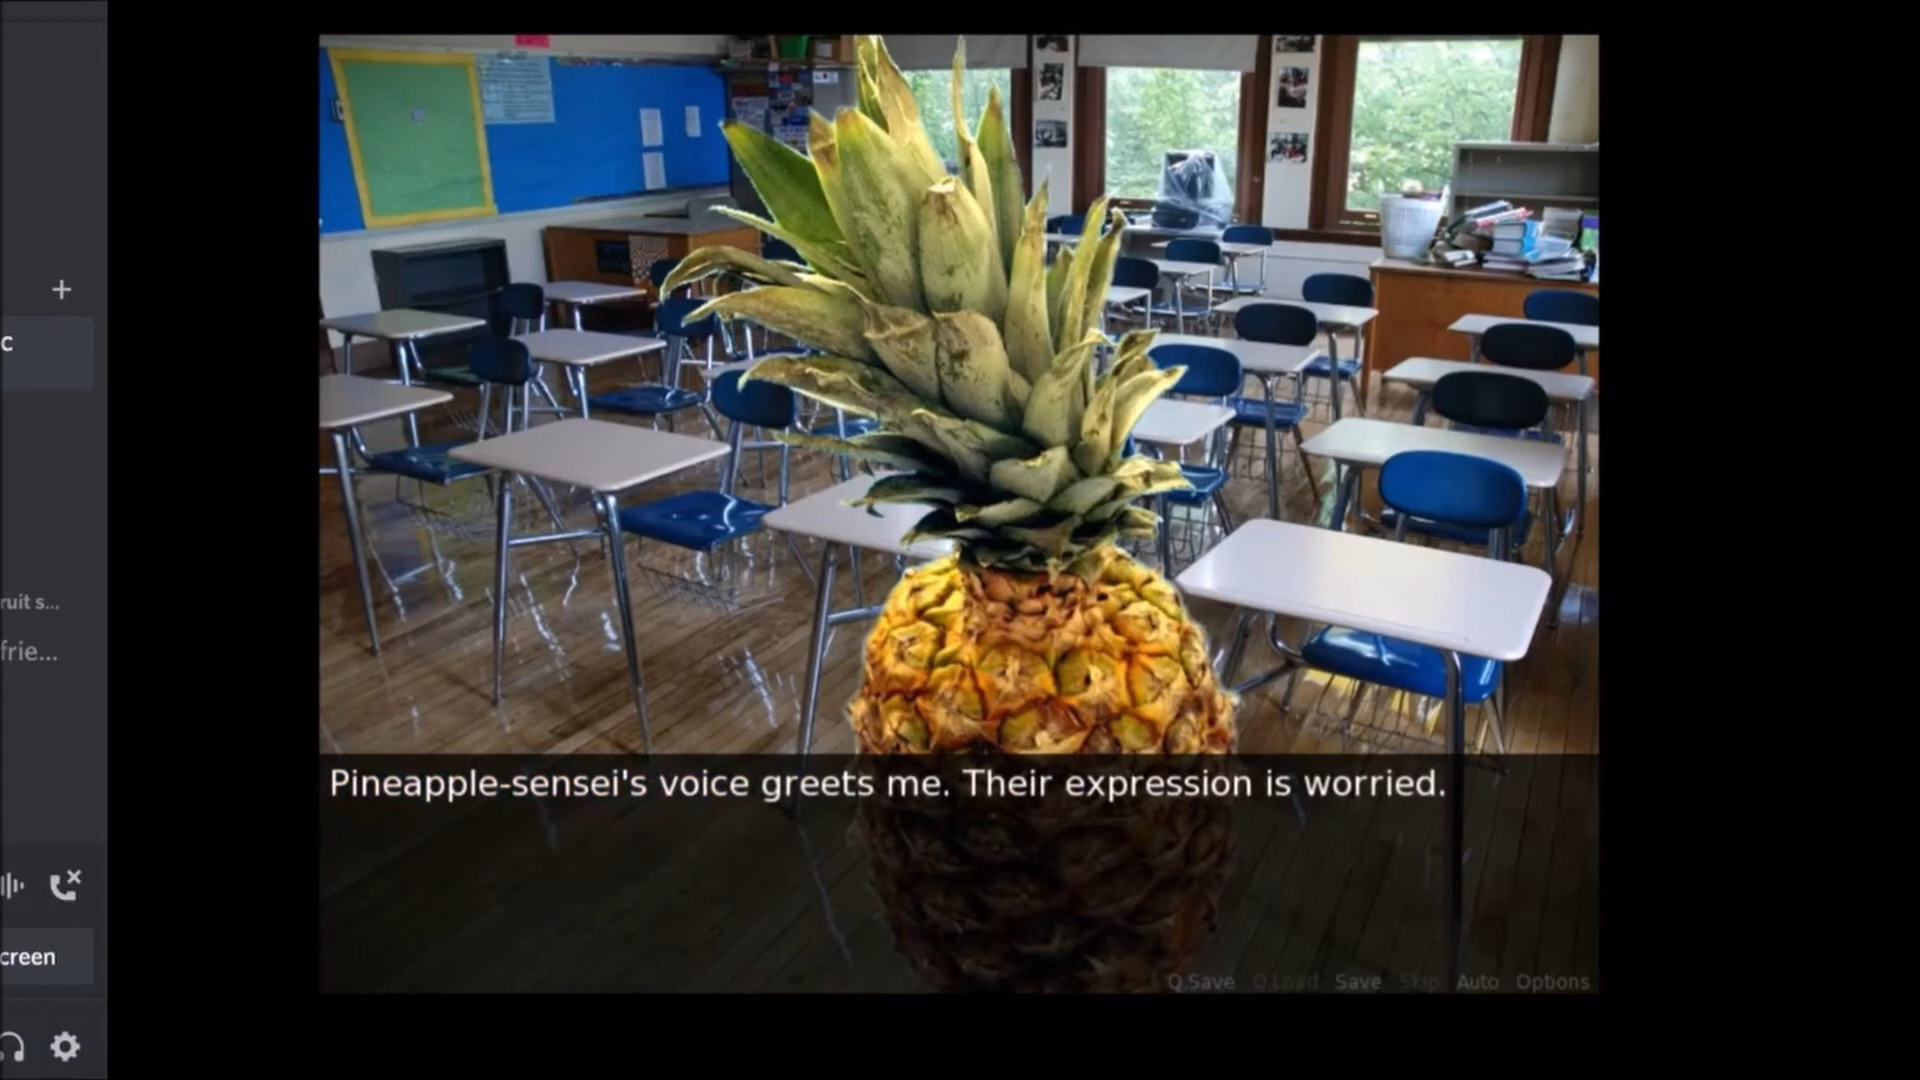 c
ruit s...
frie...
creen
Pineapple-sensei's voice greets me. Their expression is worried.
Q.Save Q.Load Save Skip Auto Options